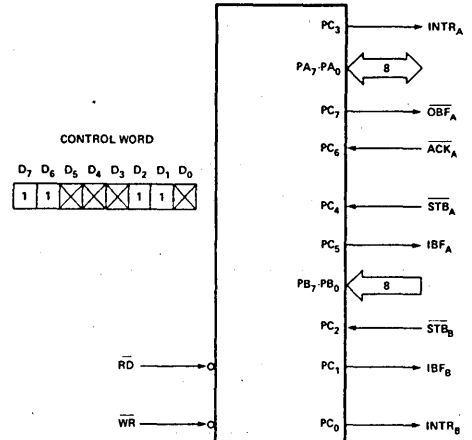 PC3 INTRA
PA7-PA0 8
PC7 OBFA
CONTROL WORD
PC6 ACKA
D7 D6 D5 D4 D3 D2 D1 D0
1 1 1 1
PC4 STBA
PC5 IBFA
PB7-PB0 8
PC2 STBB
RD PC1 IBFB
WR PC0 INTRB